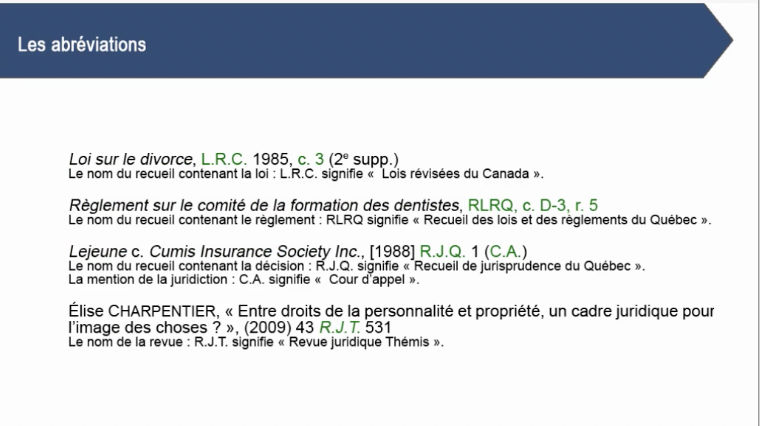 Les abréviations
Loi sur le divorce, L.R.C. 1985, c. 3 (2e supp.)
Le nom du recueil contenant la loi : L.R.C. signifie «  Lois révisées du Canada ».
Règlement sur le comité de la formation des dentistes, RLRQ, c. D-3, r. 5
Le nom du recueil contenant le règlement : RLRQ signifie « Recueil des lois et des règlements du Québec ».
Lejeune c. Cumis Insurance Society Inc., [1988] R.J.Q. 1 (C.A.)
Le nom du recueil contenant la décision : R.J.Q. signifie « Recueil de jurisprudence du Québec ».
La mention de la juridiction : C.A. signifie «  Cour d'appel ».
Élise CHARPENTIER, « Entre droits de la personnalité et propriété, un cadre juridique pour
l'image des choses ? », (2009) 43 R.J.T. 531
Le nom de la revue : R.J.T. signifie « Revue juridique Thémis ».